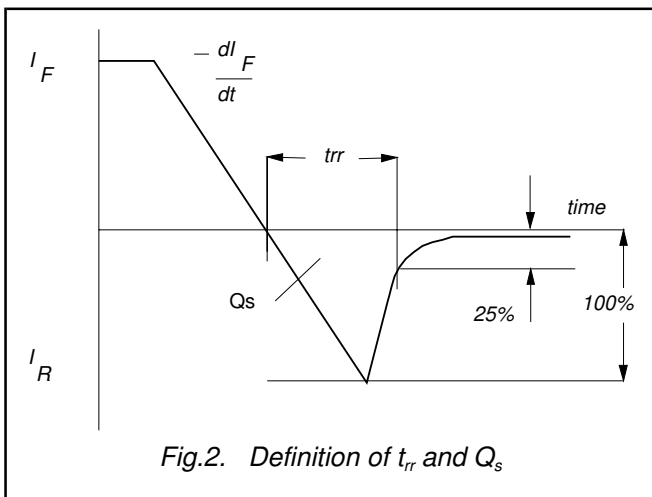 I F
- dI F
dt
trr
time
Qs
25%
100%
I R
Fig.2. Definition of trr and Qs